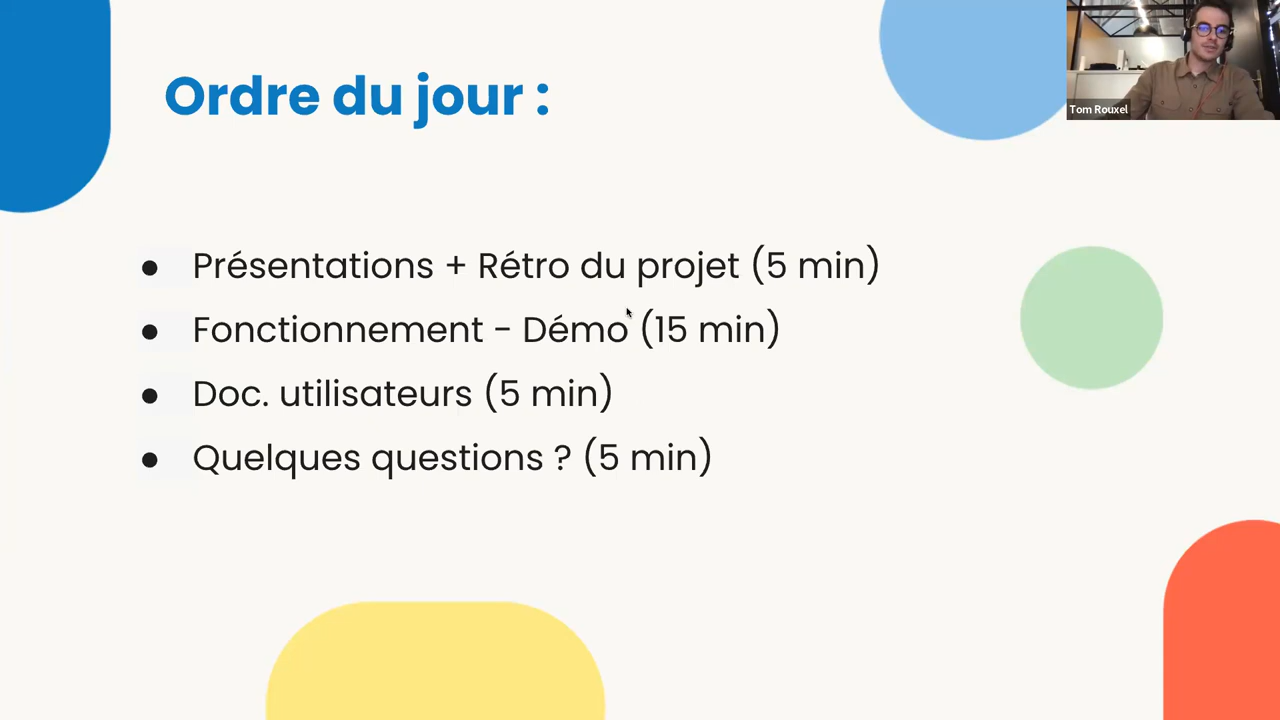 Ordre du jour :
Tom Rouxel
● Présentations + Rétro du projet (5 min)
● Fonctionnement - Démo (15 min)
● Doc. utilisateurs (5 min)
● Quelques questions ? (5 min)